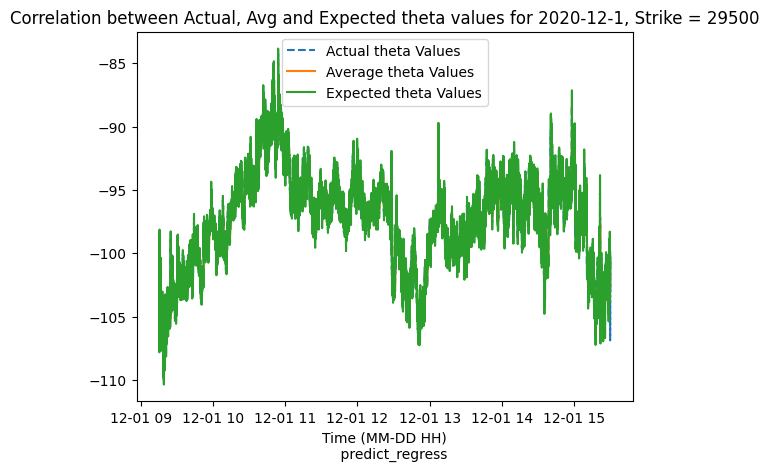 Correlation between Actual, Avg and Expected theta values for 2020-12-1, Strike = 29500
Actual theta Values
Average theta Values
Expected theta Values
−85
−90
−95
−100
−105
−110
12-01 09 12-01 10 12-01 11 12-01 12 12-01 13 12-01 14 12-01 15
Time (MM-DD HH)
predict_regress